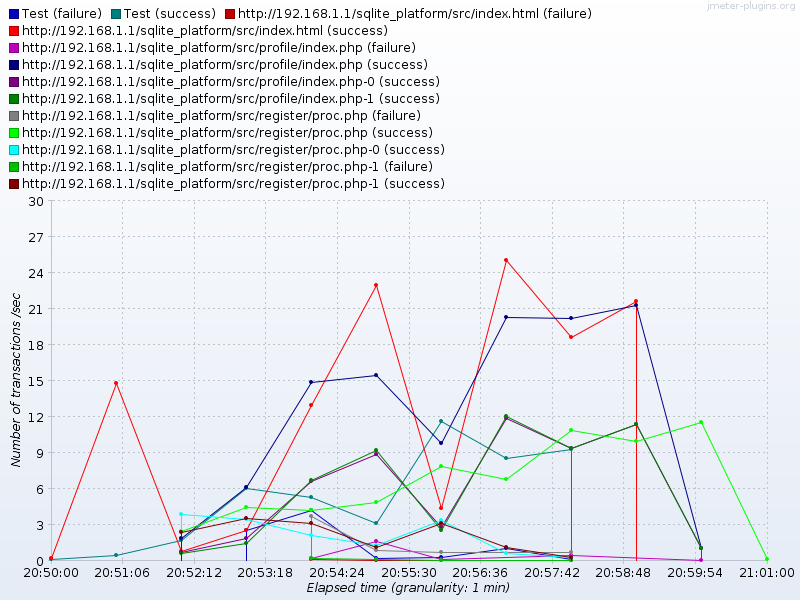 jmeter-plugins.org
Test (failure) Test (success) http://192.168.1.1/sqlite_platform/src/index.html (failure)
http://192.168.1.1/sqlite_platform/src/index.html (success)
http://192.168.1.1/sqlite_platform/src/profile/index.php (failure)
http://192.168.1.1/sqlite_platform/src/profile/index.php (success)
http://192.168.1.1/sqlite_platform/src/profile/index.php-0 (success)
http://192.168.1.1/sqlite_platform/src/profile/index.php-1 (success)
http://192.168.1.1/sqlite_platform/src/register/proc.php (failure)
http://192.168.1.1/sqlite_platform/src/register/proc.php (success)
http://192.168.1.1/sqlite_platform/src/register/proc.php-0 (success)
http://192.168.1.1/sqlite_platform/src/register/proc.php-1 (failure)
http://192.168.1.1/sqlite_platform/src/register/proc.php-1 (success)
30
27
24
21
18
15
12
9
6
3
0
Number of transactions /sec
20:50:00 20:51:06 20:52:12 20:53:18 20:54:24 20:55:30 20:56:36 20:57:42 20:58:48 20:59:54 21:01:00
Elapsed time (granularity: 1 min)